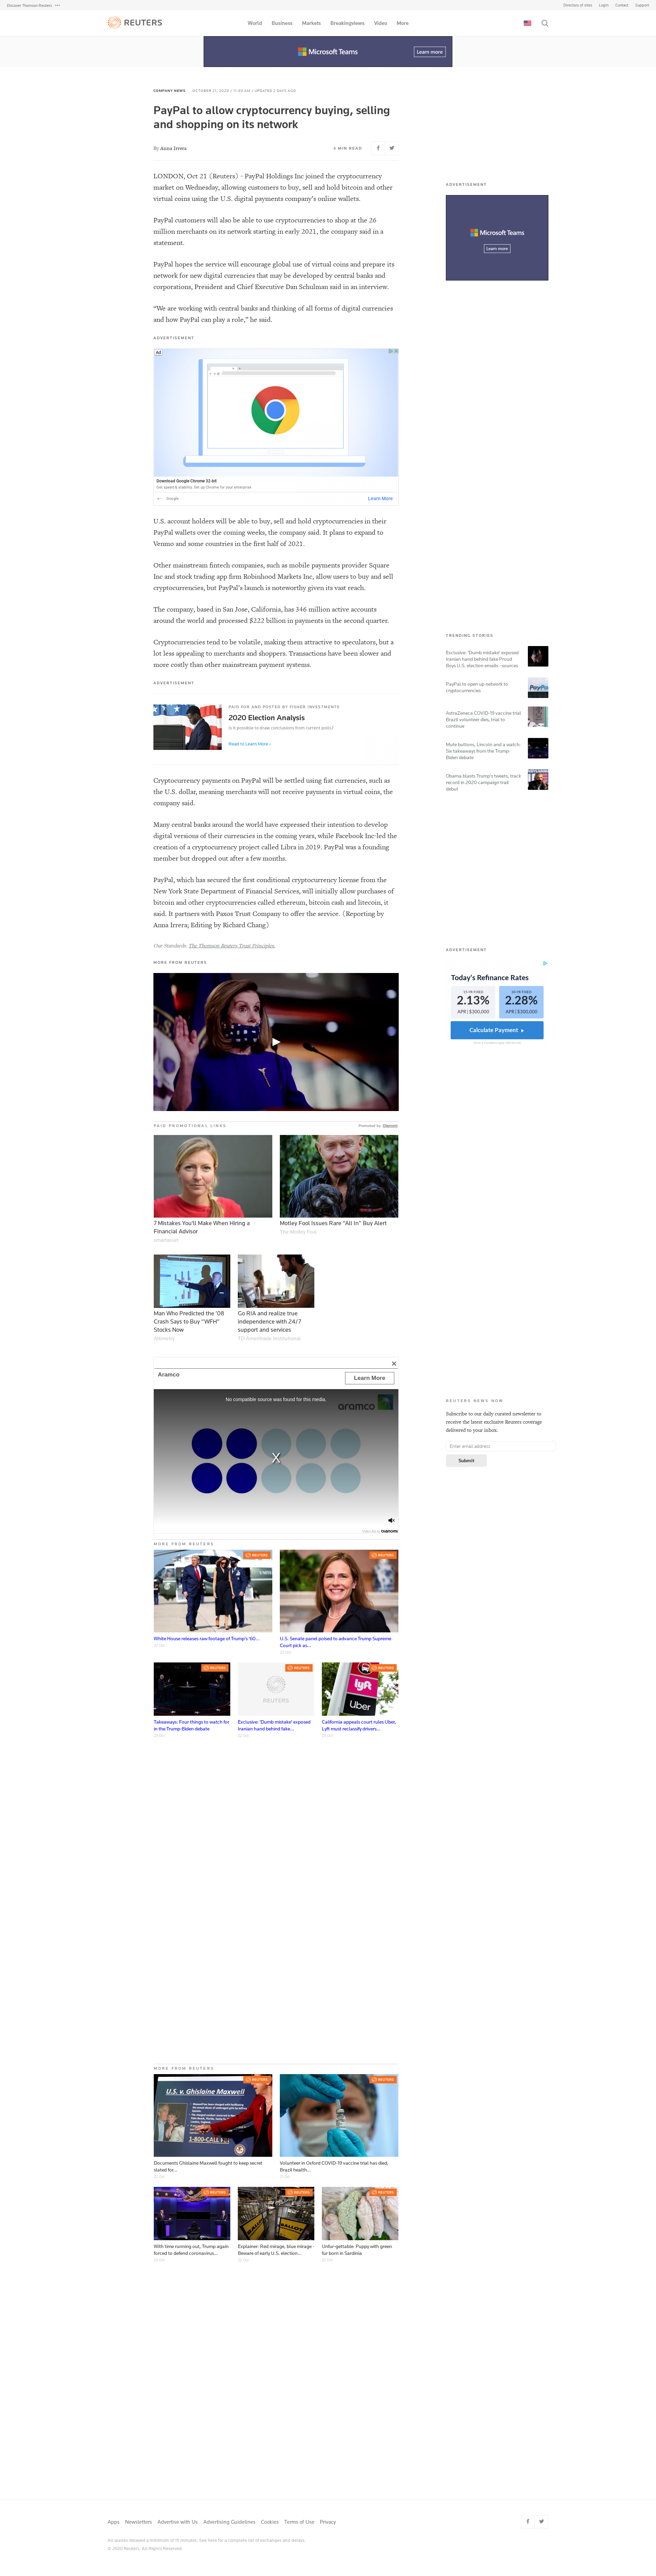 Discover Thomson Reuters
Directory of sites
Login
Contact
Support
REUTERS
World
Business
Markets
Breakingviews
Video
More
Microsoft Teams
Learn more
COMPANY NEWS
OCTOBER 21, 2020 / 11:09 AM / UPDATED 2 DAYS AGO
PayPal to allow cryptocurrency buying, selling
and shopping on its network
By Anna Irrera
3 MIN READ
LONDON, Oct 21 (Reuters) - PayPal Holdings Inc joined the cryptocurrency
market on Wednesday, allowing customers to buy, sell and hold bitcoin and other
virtual coins using the U.S. digital payments company's online wallets.
PayPal customers will also be able to use cryptocurrencies to shop at the 26
million merchants on its network starting in early 2021, the company said in a
statement.
PayPal hopes the service will encourage global use of virtual coins and prepare its
network for new digital currencies that may be developed by central banks and
corporations, President and Chief Executive Dan Schulman said in an interview.
“We are working with central banks and thinking of all forms of digital currencies
and how PayPal can play a role,” he said.
ADVERTISEMENT
Ad
Download Google Chrome 32-bit
Get speed & stability. Set up Chrome for your enterprise
Google
Learn More
U.S. account holders will be able to buy, sell and hold cryptocurrencies in their
PayPal wallets over the coming weeks, the company said. It plans to expand to
Venmo and some countries in the first half of 2021.
Other mainstream fintech companies, such as mobile payments provider Square
Inc and stock trading app firm Robinhood Markets Inc, allow users to buy and sell
cryptocurrencies, but PayPal's launch is noteworthy given its vast reach.
The company, based in San Jose, California, has 346 million active accounts
around the world and processed $222 billion in payments in the second quarter.
Cryptocurrencies tend to be volatile, making them attractive to speculators, but a
lot less appealing to merchants and shoppers. Transactions have been slower and
more costly than other mainstream payment systems.
ADVERTISEMENT
PAID FOR AND POSTED BY FISHER INVESTMENTS
2020 Election Analysis
Is it possible to draw conclusions from current polls?
Read to Learn More ›
Cryptocurrency payments on PayPal will be settled using fiat currencies, such as
the U.S. dollar, meaning merchants will not receive payments in virtual coins, the
company said.
Many central banks around the world have expressed their intention to develop
digital versions of their currencies in the coming years, while Facebook Inc-led the
creation of a cryptocurrency project called Libra in 2019. PayPal was a founding
member but dropped out after a few months.
PayPal, which has secured the first conditional cryptocurrency license from the
New York State Department of Financial Services, will initially allow purchases of
bitcoin and other cryptocurrencies called ethereum, bitcoin cash and litecoin, it
said. It partners with Paxos Trust Company to offer the service. (Reporting by
Anna Irrera; Editing by Richard Chang)
Our Standards: The Thomson Reuters Trust Principles.
MORE FROM REUTERS
PAID PROMOTIONAL LINKS
Promoted by
7 Mistakes You'll Make When Hiring a
Financial Advisor
smartasset
Motley Fool Issues Rare "All In" Buy Alert
The Motley Fool
Man Who Predicted the '08
Crash Says to Buy "WFH"
Stocks Now
Altimetry
Go RIA and realize true
independence with 24/7
support and services
TD Ameritrade Institutional
Aramco
Learn More
No compatible source was found for this media.
aramco
X
MORE FROM REUTERS
REUTERS
REUTERS
White House releases raw footage of Trump's '60...
U.S. Senate panel poised to advance Trump Supreme
Court pick as...
REUTERS
REUTERS
REUTERS
REUTERS
lyft
Uber
Takeaways: Four things to watch for
in the Trump-Biden debate
Exclusive: 'Dumb mistake' exposed
Iranian hand behind fake...
California appeals court rules Uber,
Lyft must reclassify drivers...
MORE FROM REUTERS
REUTERS
REUTERS
U.S. v. Ghislaine Maxwell
1-800-CALL
Documents Ghislaine Maxwell fought to keep secret
slated for...
Volunteer in Oxford COVID-19 vaccine trial has died,
Brazil health...
REUTERS
REUTERS
REUTERS
BALLOT
With time running out, Trump again
forced to defend coronavirus...
Explainer: Red mirage, blue mirage -
Beware of early U.S. election...
Unfur-gettable: Puppy with green
fur born in Sardinia
ADVERTISEMENT
Microsoft Teams
Learn more
TRENDING STORIES
Exclusive: 'Dumb mistake' exposed
Iranian hand behind fake Proud
Boys U.S. election emails - sources
PayPal to open up network to
cryptocurrencies
PayPal
AstraZeneca COVID-19 vaccine trial
Brazil volunteer dies, trial to
continue
Mute buttons, Lincoln and a watch:
Six takeaways from the Trump-
Biden debate
Obama blasts Trump's tweets, track
record in 2020 campaign trail
debut
ADVERTISEMENT
Today's Refinance Rates
15 YR FIXED
2.13%
APR | $300,000
30 YR FIXED
2.28%
APR | $300,000
Calculate Payment
REUTERS NEWS NOW
Subscribe to our daily curated newsletter to
receive the latest exclusive Reuters coverage
delivered to your inbox.
Enter email address
Submit
Apps
Newsletters
Advertise with Us
Advertising Guidelines
Cookies
Terms of Use
Privacy
All quotes delayed a minimum of 15 minutes. See here for a complete list of exchanges and delays.
© 2020 Reuters. All Rights Reserved.